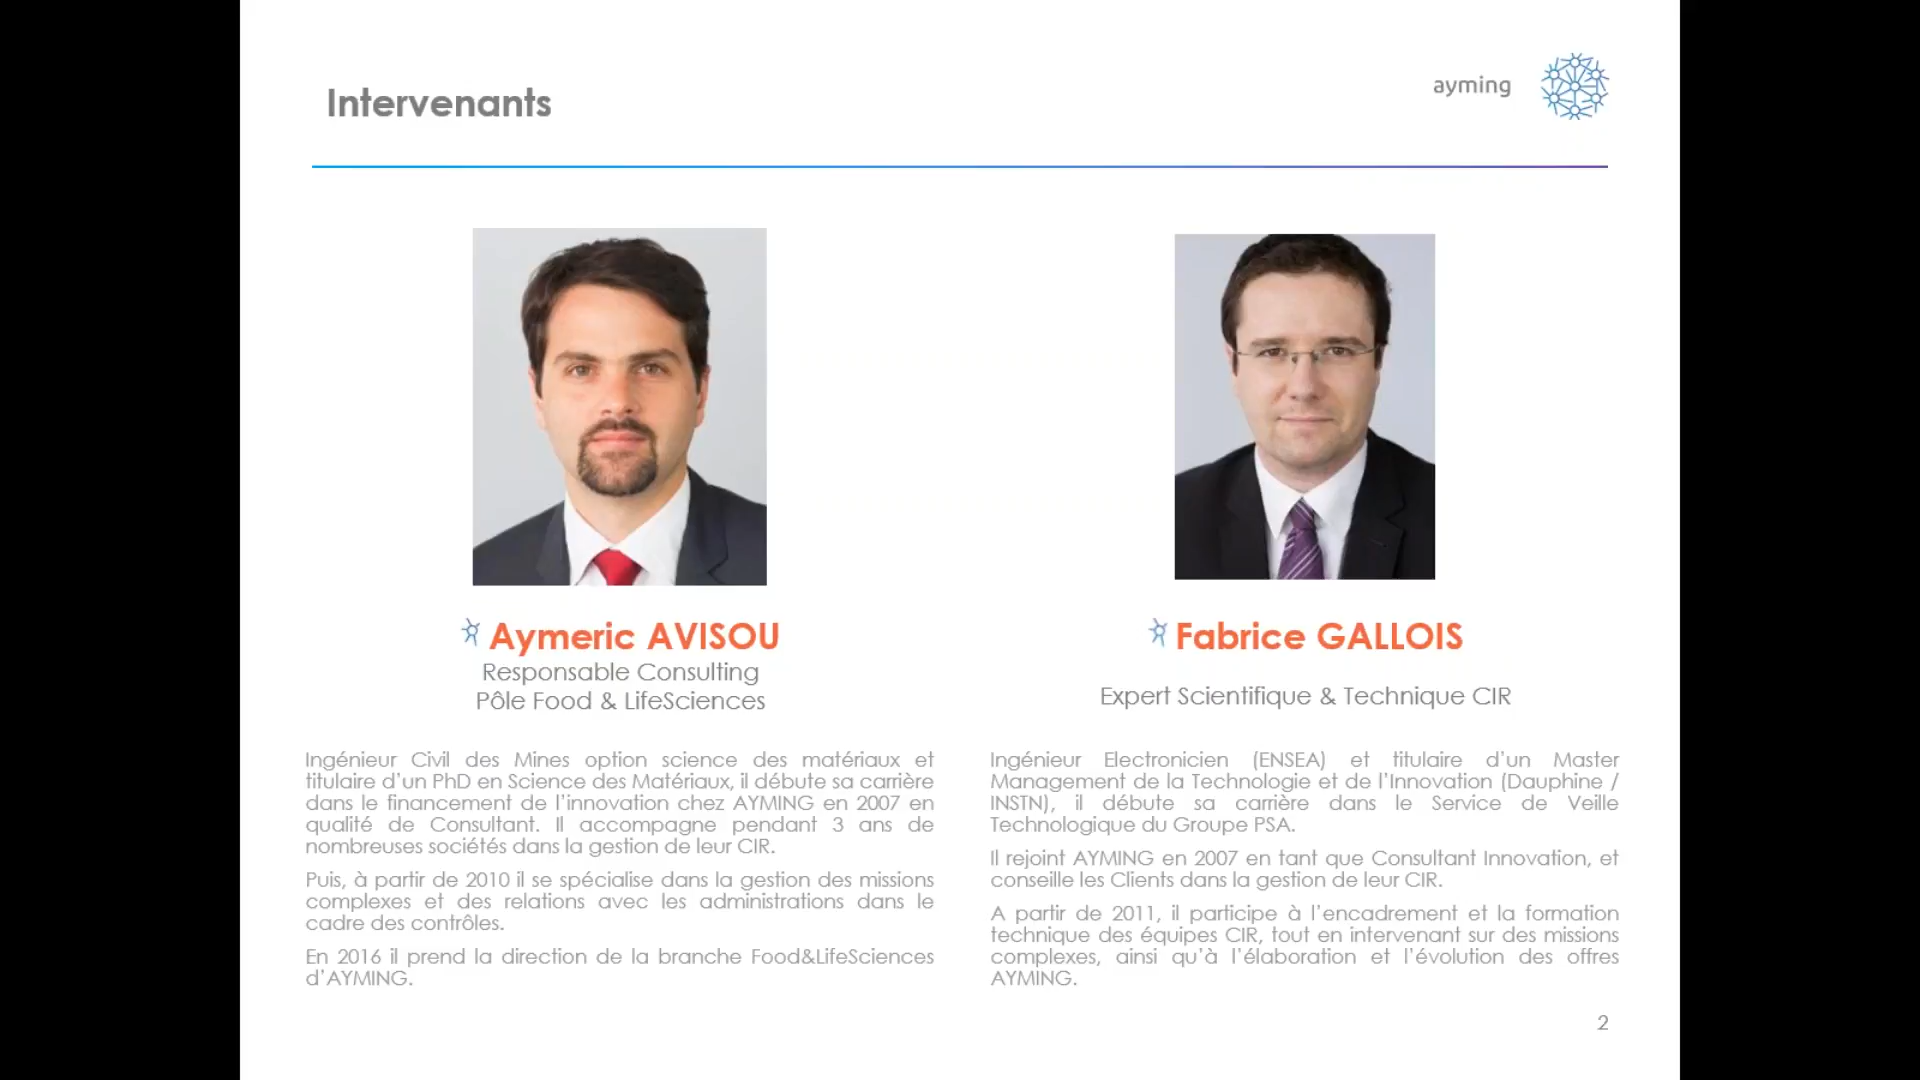 Intervenants
ayming
Aymeric AVISOU
Responsable Consulting
Pôle Food & LifeSciences
Ingénieur Civil des Mines option science des matériaux et
titulaire d'un PhD en Science des Matériaux, il débute sa carrière
dans le financement de l'innovation chez AYMING en 2007 en
qualité de Consultant. Il accompagne pendant 3 ans de
nombreuses sociétés dans la gestion de leur CIR.
Puis, à partir de 2010 il se spécialise dans la gestion des missions
complexes et des relations avec les administrations dans le
cadre des contrôles.
En 2016 il prend la direction de la branche Food&LifeSciences
d'AYMING.
Fabrice GALLOIS
Expert Scientifique & Technique CIR
Ingénieur Electronicien (ENSEA) et titulaire d'un Master
Management de la Technologie et de l'Innovation (Dauphine /
INSTN), il débute sa carrière dans le Service de Veille
Technologique du Groupe PSA.
Il rejoint AYMING en 2007 en tant que Consultant Innovation, et
conseille les Clients dans la gestion de leur CIR.
A partir de 2011, il participe à l'encadrement et la formation
technique des équipes CIR, tout en intervenant sur des missions
complexes, ainsi qu'à l'élaboration et l'évolution des offres
AYMING.
2